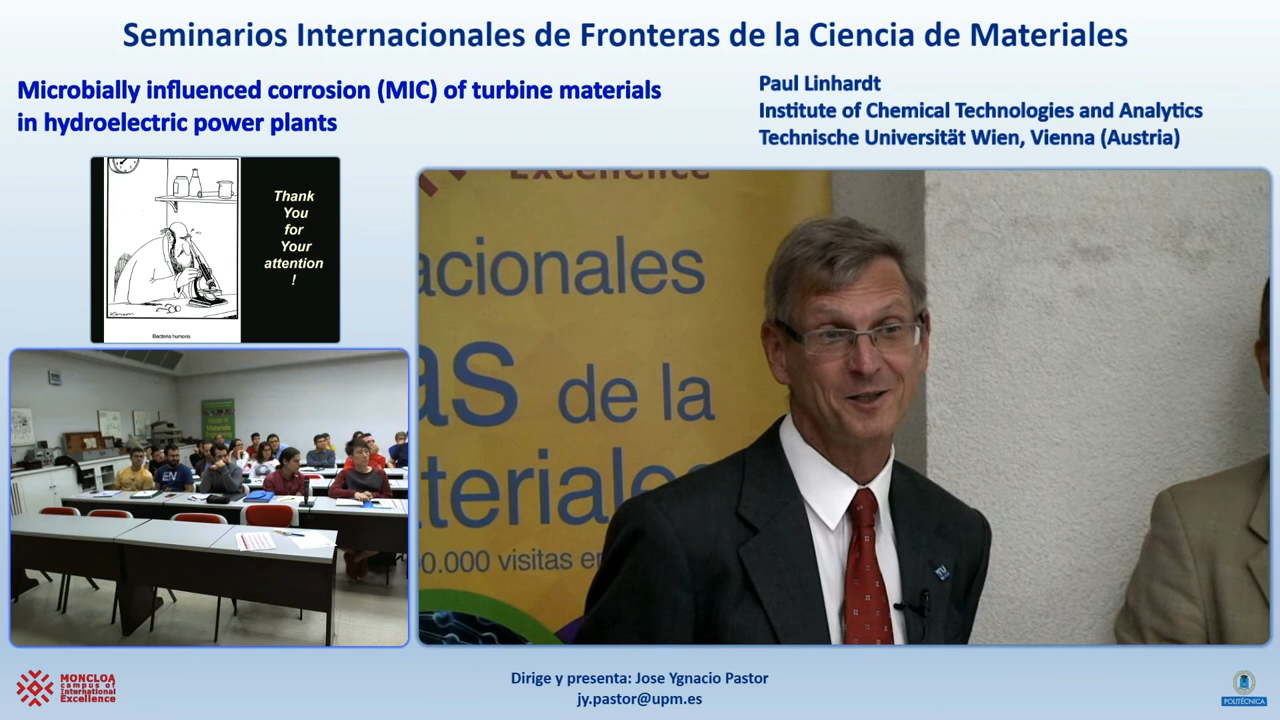 Seminarios Internacionales de Fronteras de la Ciencia de Materiales
Microbially influenced corrosion (MIC) of turbine materials
in hydroelectric power plants
Paul Linhardt
Institute of Chemical Technologies and Analytics
Technische Universität Wien, Vienna (Austria)
Thank
You
for
Your
attention
!
Bacteria humoris
Excellence
acionales
as de la
teriales
0.000 visitas en
MONCLOA
campus of
International
Excellence
Dirige y presenta: Jose Ygnacio Pastor
jy.pastor@upm.es
POLITÉCNICA